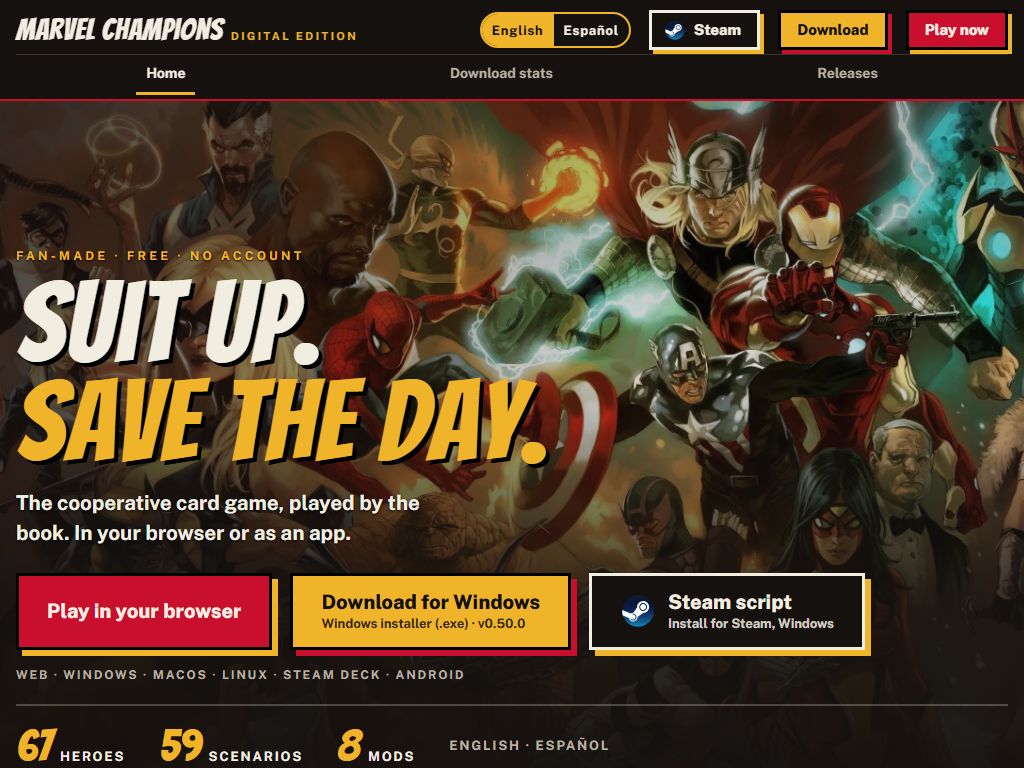 MARVEL CHAMPIONS DIGITAL EDITION
English Español
Steam
Download
Play now
Home
Download stats
Releases
FAN-MADE · FREE · NO ACCOUNT
SUIT UP.
SAVE THE DAY.
The cooperative card game, played by the
book. In your browser or as an app.
Play in your browser
Download for Windows
Windows installer (.exe) · v0.50.0
Steam script
Install for Steam, Windows
WEB · WINDOWS · MACOS · LINUX · STEAM DECK · ANDROID
67 HEROES
59 SCENARIOS
8 MODS
ENGLISH · ESPAÑOL